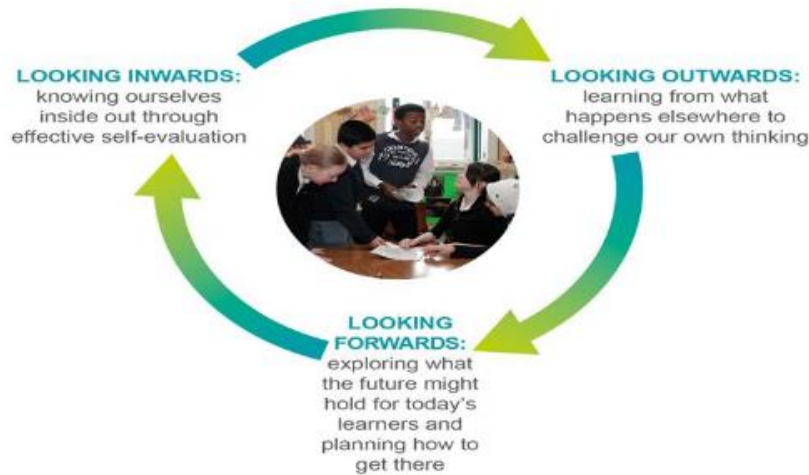 LOOKING INWARDS:
knowing ourselves
inside out through
effective self-evaluation
LOOKING OUTWARDS:
learning from what
happens elsewhere to
challenge our own thinking
LOOKING
FORWARDS:
exploring what
the future might
hold for today's
learners and
planning how to
get there